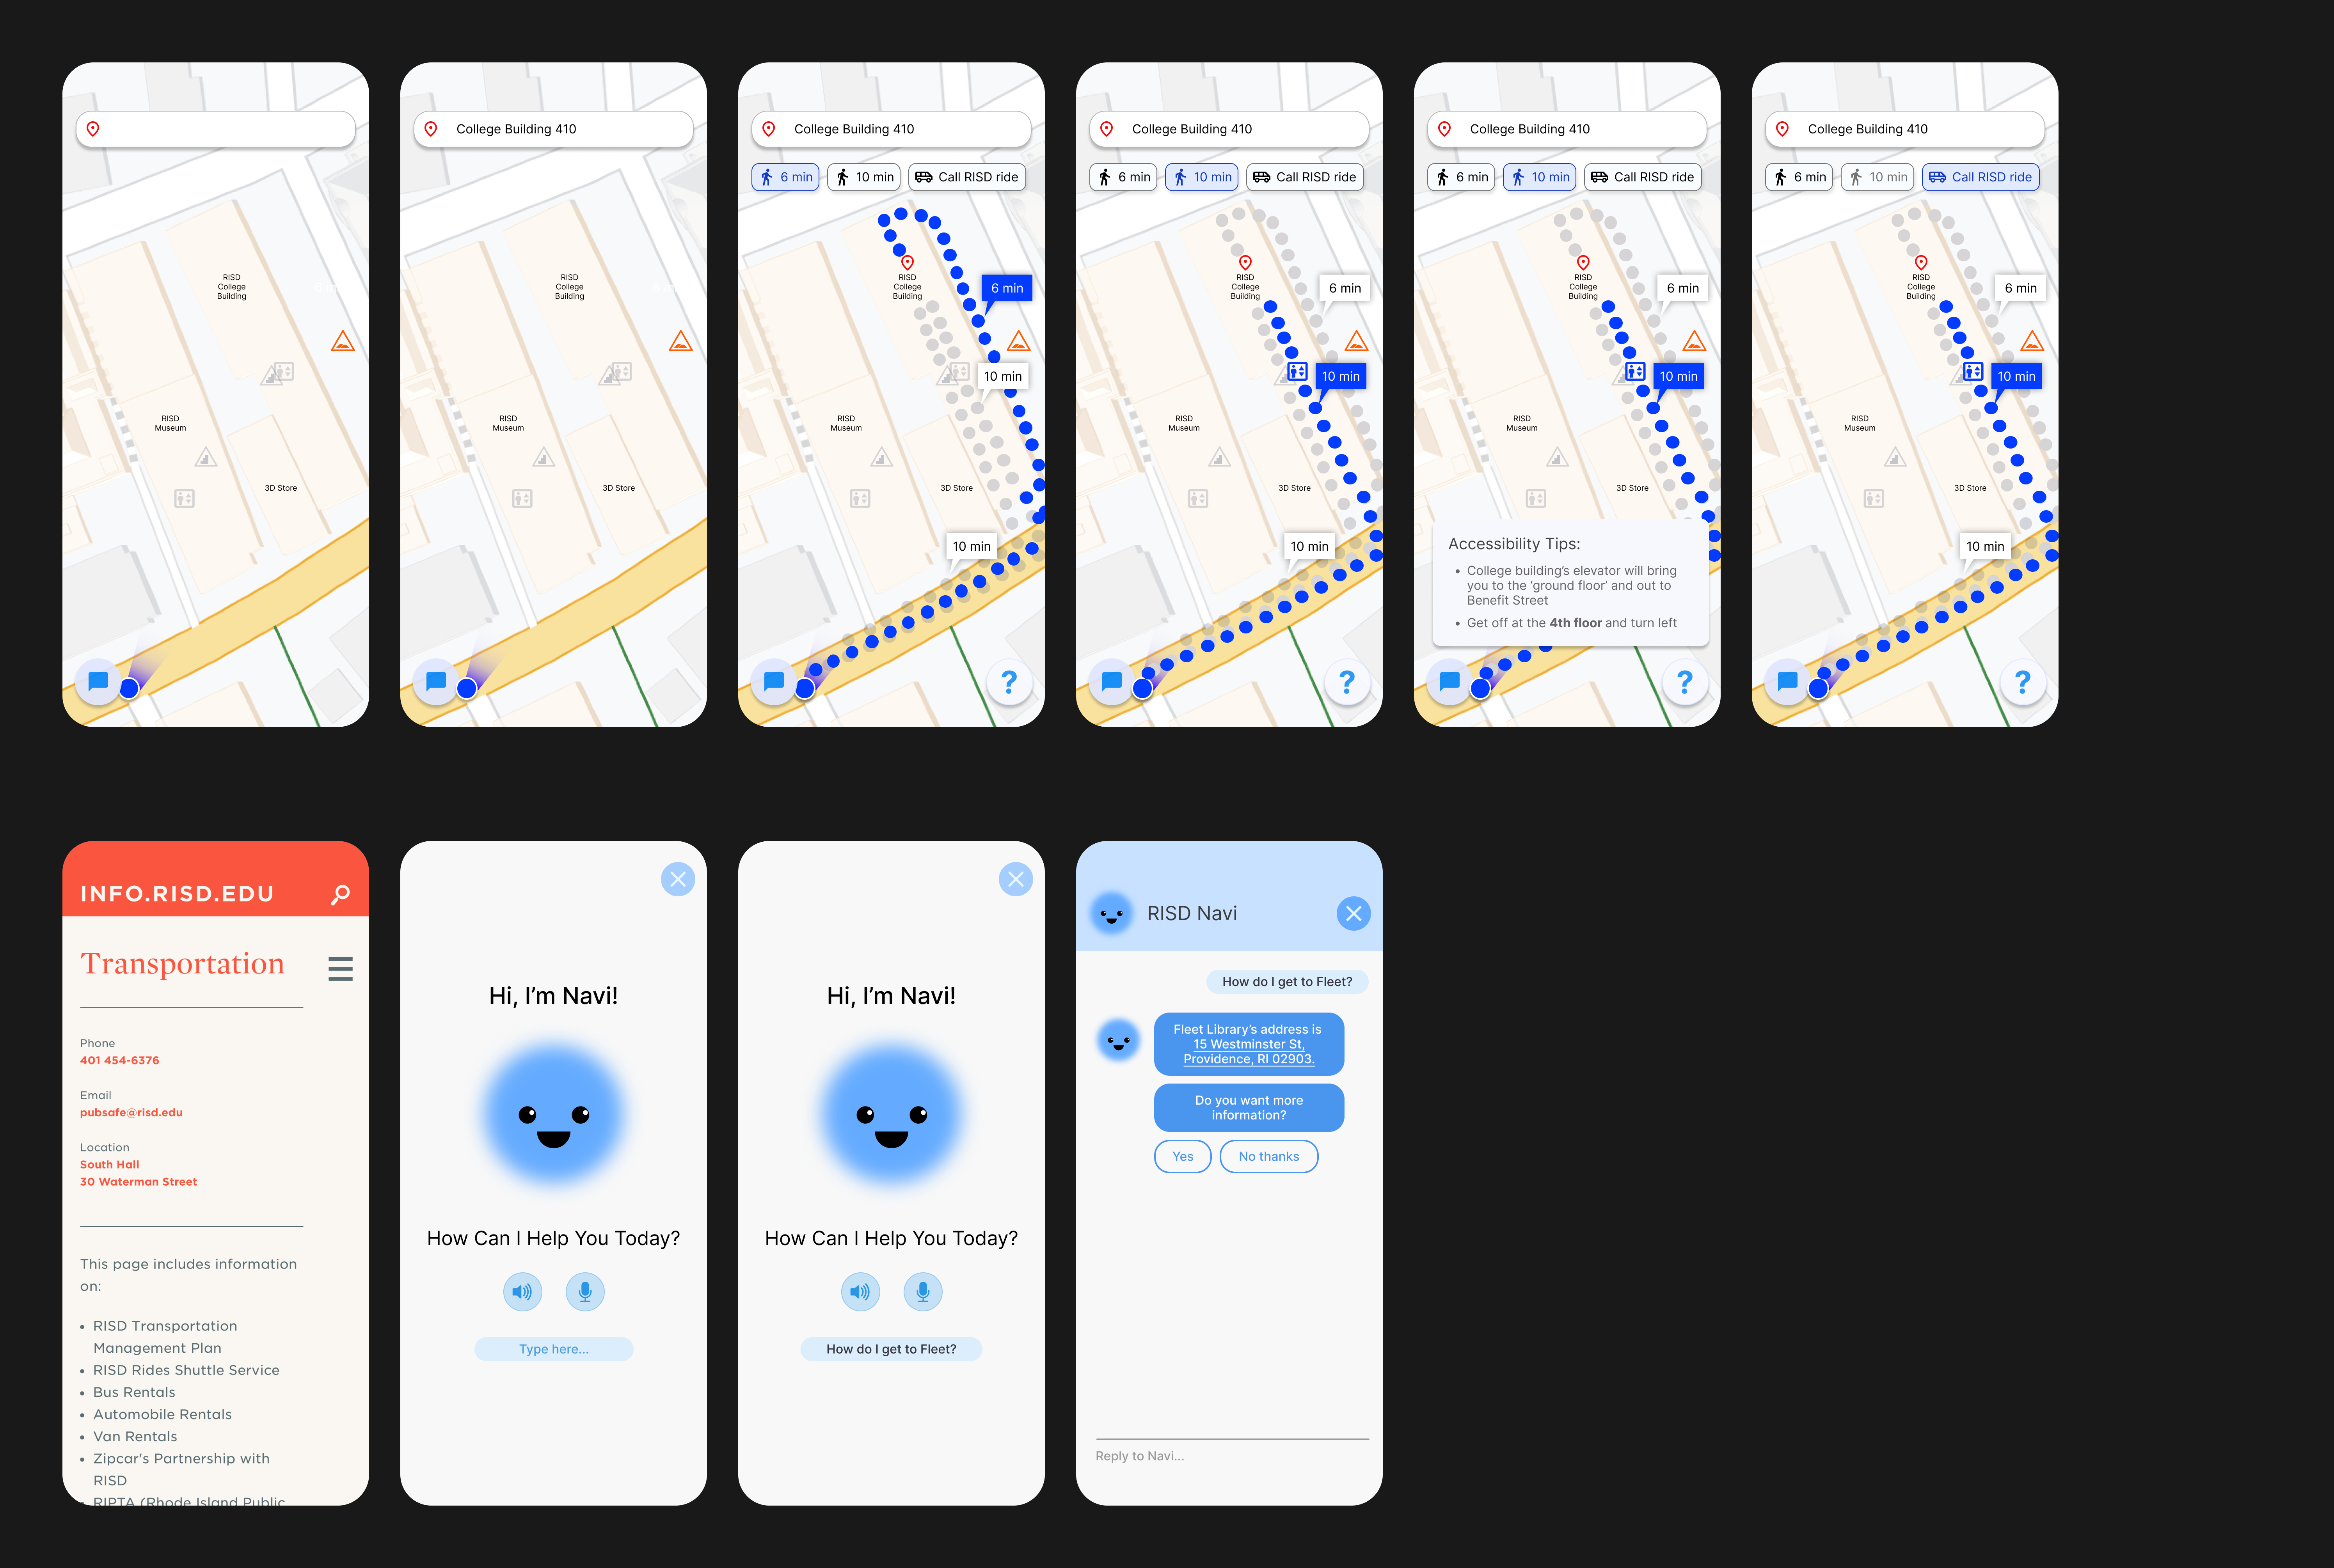 RISD
College
Building
RISD
Museum
3D Store
College Building 410
RISD
College
Building
RISD
Museum
3D Store
College Building 410
6 min
10 min
Call RISD ride
RISD
College
Building
6 min
10 min
RISD
Museum
3D Store
10 min
?
College Building 410
6 min
10 min
Call RISD ride
RISD
College
Building
6 min
10 min
RISD
Museum
3D Store
10 min
?
College Building 410
6 min
10 min
Call RISD ride
RISD
College
Building
6 min
10 min
RISD
Museum
3D Store
Accessibility Tips:
• College building’s elevator will bring
you to the ‘ground floor’ and out to
Benefit Street
• Get off at the 4th floor and turn left
?
College Building 410
6 min
10 min
Call RISD ride
RISD
College
Building
6 min
10 min
RISD
Museum
3D Store
10 min
?
INFO.RISD.EDU
Transportation
Phone
401 454-6376
Email
pubsafe@risd.edu
Location
South Hall
30 Waterman Street
This page includes information
on:
• RISD Transportation
Management Plan
• RISD Rides Shuttle Service
• Bus Rentals
• Automobile Rentals
• Van Rentals
• Zipcar's Partnership with
RISD
• RIPTA (Rhode Island Public
Hi, I’m Navi!
How Can I Help You Today?
Type here...
Hi, I’m Navi!
How Can I Help You Today?
How do I get to Fleet?
RISD Navi
How do I get to Fleet?
Fleet Library’s address is
15 Westminster St,
Providence, RI 02903.
Do you want more
information?
Yes
No thanks
Reply to Navi...